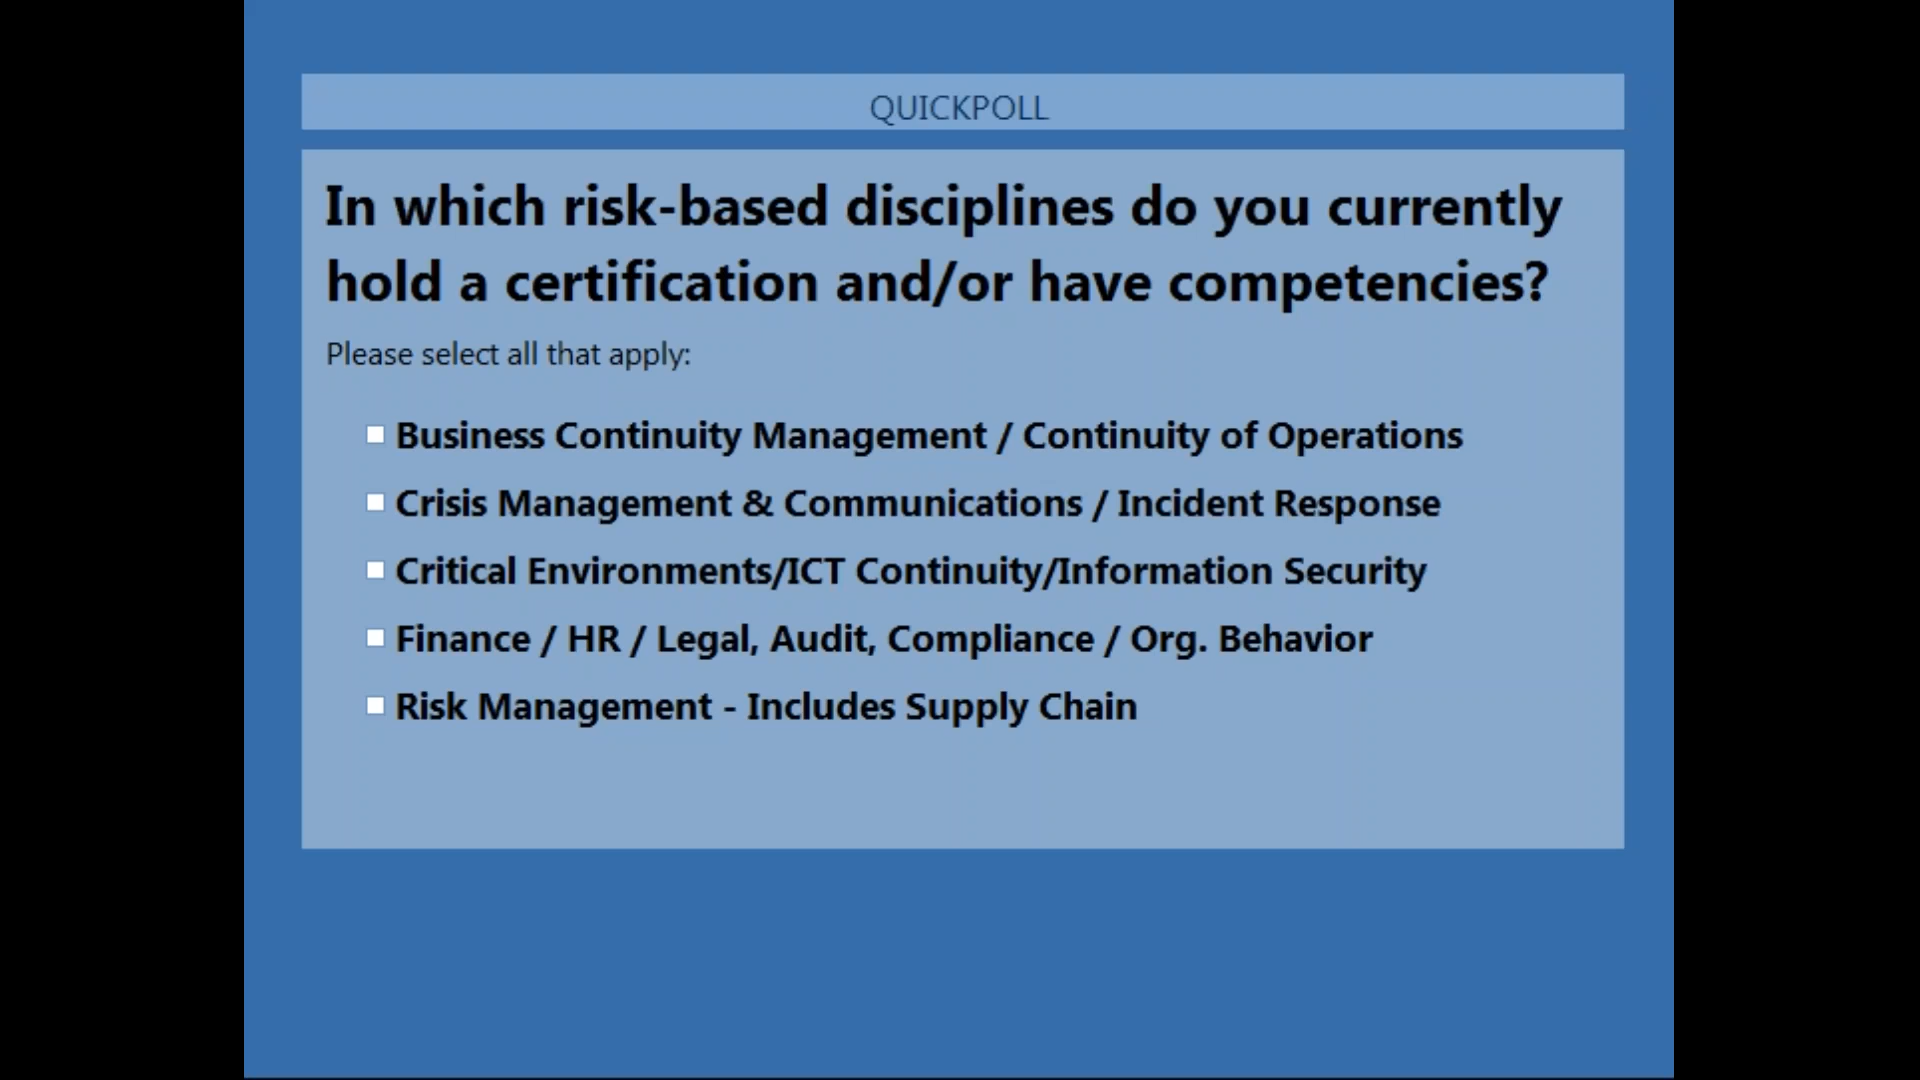 QUICKPOLL
In which risk-based disciplines do you currently
hold a certification and/or have competencies?
Please select all that apply:
Business Continuity Management / Continuity of Operations
Crisis Management & Communications / Incident Response
Critical Environments/ICT Continuity/Information Security
Finance / HR / Legal, Audit, Compliance / Org. Behavior
Risk Management - Includes Supply Chain